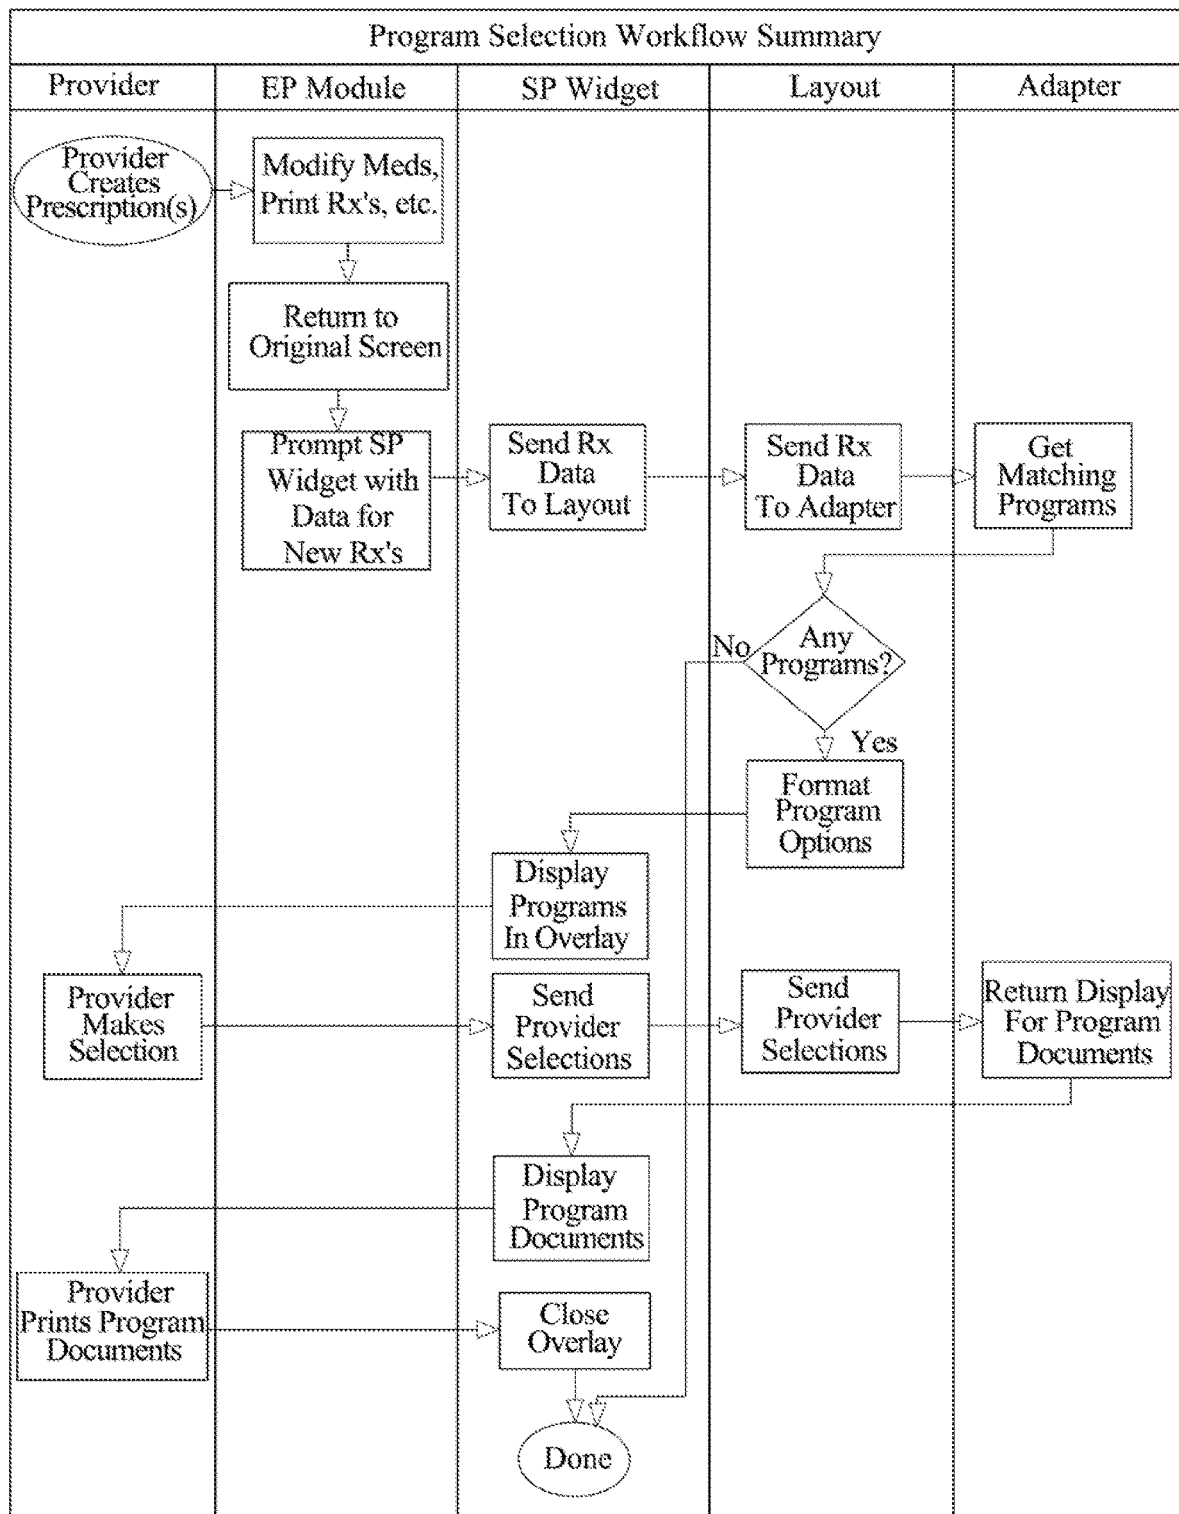 Program Selection Workflow Summary
Provider
EP Module
SP Widget
Layout
Adapter
Provider
Creates
Prescription(s)
Modify Meds,
Print Rx's, etc.
Return to
Original Screen
Prompt SP
Widget with
Data for
New Rx's
Send Rx
Data
To Layout
Send Rx
Data
To Adapter
Get
Matching
Programs
Any
Programs?
No
Yes
Format
Program
Options
Display
Programs
In Overlay
Provider
Makes
Selection
Send
Provider
Selections
Send
Provider
Selections
Return Display
For Program
Documents
Display
Program
Documents
Provider
Prints Program
Documents
Close
Overlay
Done